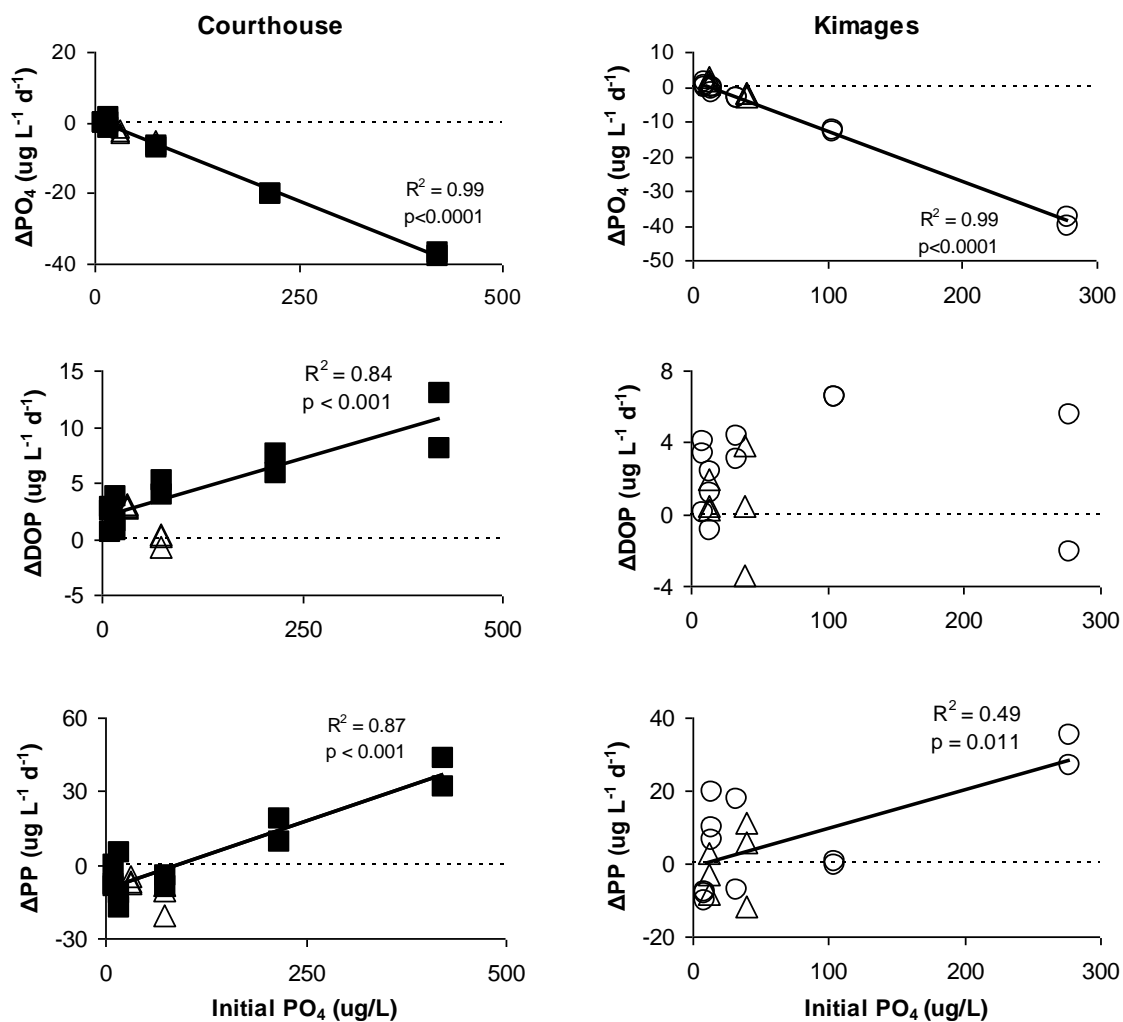 Courthouse
20
0
-20
-40
ΔPO₄ (ug L⁻¹ d⁻¹)
R² = 0.99
p<0.0001
0
250
500
Kimages
10
0
-10
-20
-30
-40
-50
ΔPO₄ (ug L⁻¹ d⁻¹)
R² = 0.99
p<0.0001
0
100
200
300
15
10
5
0
-5
ΔDOP (ug L⁻¹ d⁻¹)
R² = 0.84
p < 0.001
0
250
500
8
4
0
-4
ΔDOP (ug L⁻¹ d⁻¹)
0
100
200
300
60
30
0
-30
ΔPP (ug L⁻¹ d⁻¹)
R² = 0.87
p < 0.001
0
250
500
Initial PO₄ (ug/L)
40
20
0
-20
ΔPP (ug L⁻¹ d⁻¹)
R² = 0.49
p = 0.011
0
100
200
300
Initial PO₄ (ug/L)